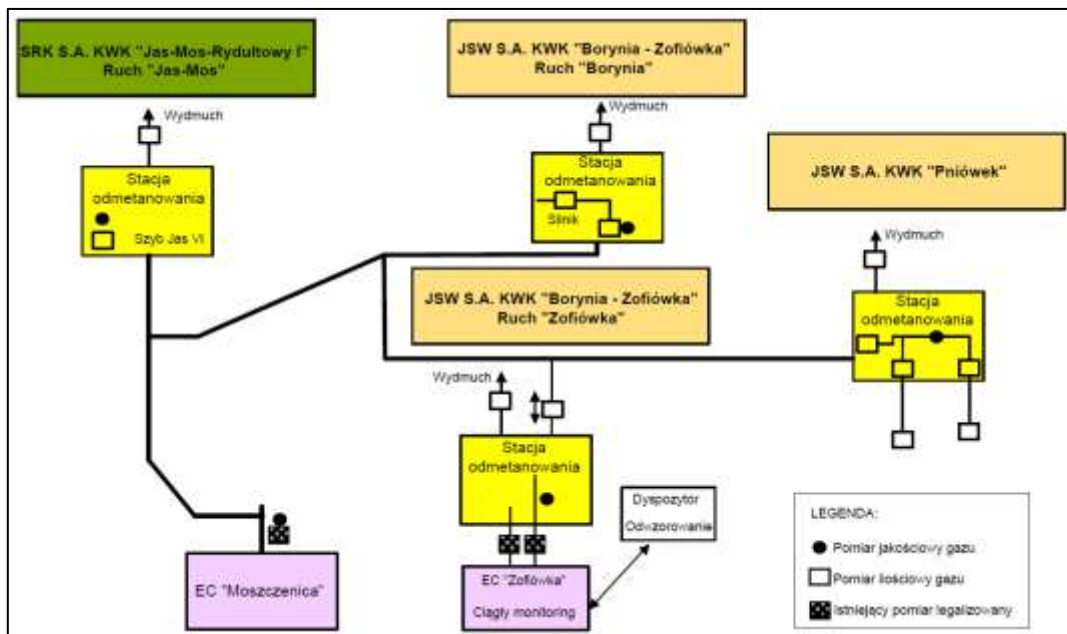 SRK S.A. KWK "Jas-Mos-Rydułtowy I"
Ruch "Jas-Mos"
JSW S.A. KWK "Borynia - Zofiówka"
Ruch "Borynia"
Wydmuch
Wydmuch
Stacja
odmetanowania
Szyb Jas VI
Stacja
odmetanowania
Silnik
JSW S.A. KWK "Pniówek"
Wydmuch
JSW S.A. KWK "Borynia - Zofiówka"
Ruch "Zofiówka"
Stacja
odmetanowania
Wydmuch
Stacja
odmetanowania
Dyspozytor
Odwzorowanie
EC "Moszczenica"
EC "Zofiówka"
Ciągły monitoring
LEGENDA:
Pomiar jakościowy gazu
Pomiar ilościowy gazu
Istniejący pomiar legalizowany